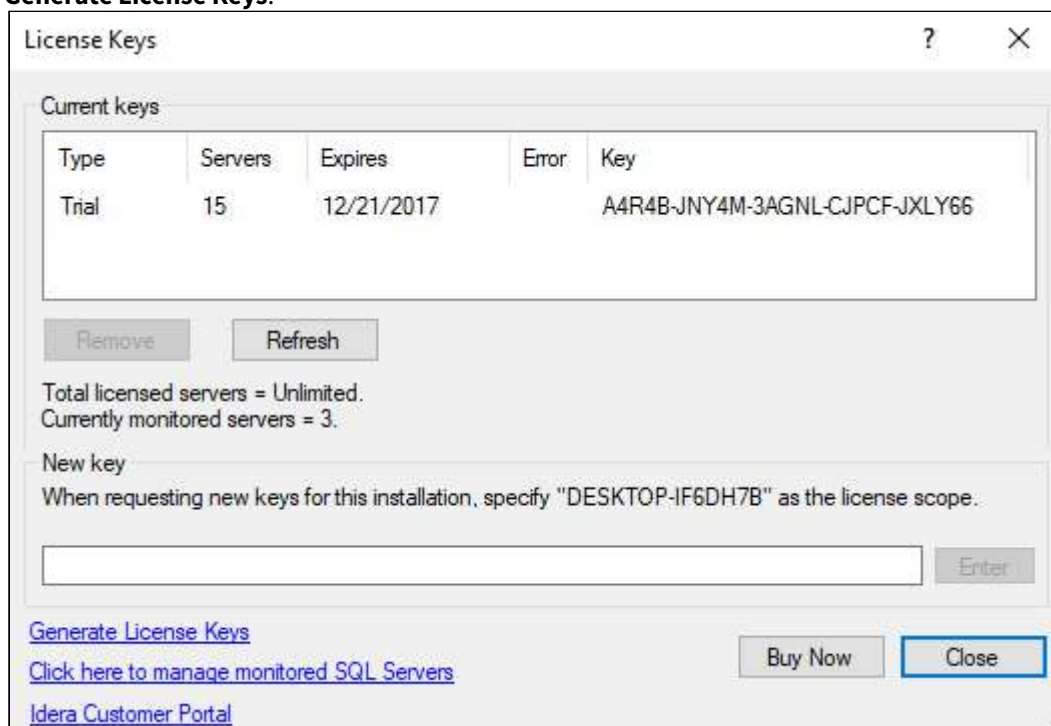 Generate License Keys.
License Keys ?
Current keys
Type Servers Expires Error Key
Trial 15 12/21/2017 A4R4B-JNY4M-3AGNL-CJPCF-JXLY66
Remove Refresh
Total licensed servers = Unlimited.
Currently monitored servers = 3.
New key
When requesting new keys for this installation, specify "DESKTOP-IF6DH7B" as the license scope.
Enter
Generate License Keys
Click here to manage monitored SQL Servers
Buy Now Close
Idera Customer Portal